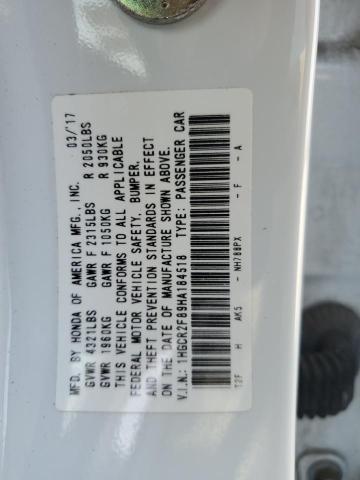 MFD. BY HONDA OF AMERICA MFG., INC. 03/'17
GVWR 4321LBS GAWR F 2315LBS R 2050LBS
GVWR 1960KG GAWR F 1050KG R 930KG
THIS VEHICLE CONFORMS TO ALL APPLICABLE
FEDERAL MOTOR VEHICLE SAFETY, BUMPER,
AND THEFT PREVENTION STANDARDS IN EFFECT
ON THE DATE OF MANUFACTURE SHOWN ABOVE.
V.I.N.: 1HGCR2F89HA184518 TYPE: PASSENGER CAR
T2F H AK5 - NH788PX - F - A